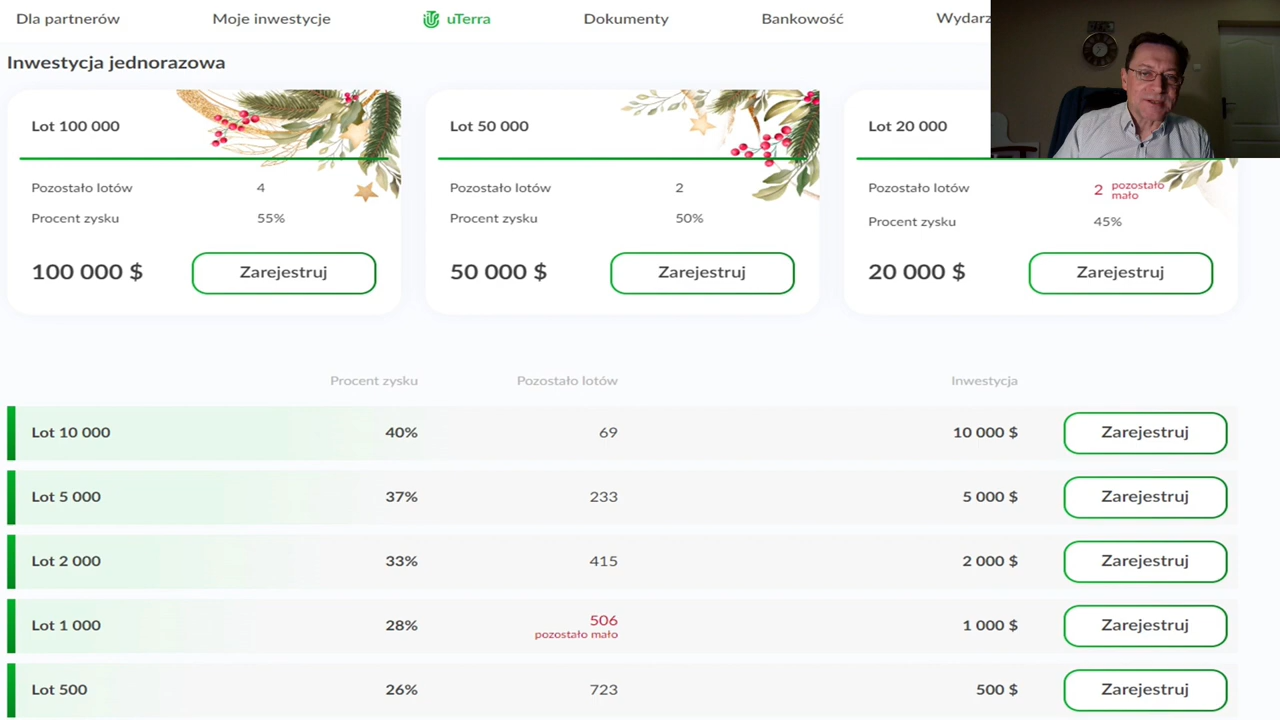 Dla partnerów Moje inwestycje uTerra Dokumenty Bankowość Wydarz
Inwestycja jednorazowa
Lot 100 000
Pozostało lotów 4
Procent zysku 55%
100 000 $ Zarejestruj
Lot 50 000
Pozostało lotów 2
Procent zysku 50%
50 000 $ Zarejestruj
Lot 20 000
Pozostało lotów 2 pozostało
mało
Procent zysku 45%
20 000 $ Zarejestruj
Procent zysku Pozostało lotów Inwestycja
Lot 10 000 40% 69 10 000 $ Zarejestruj
Lot 5 000 37% 233 5 000 $ Zarejestruj
Lot 2 000 33% 415 2 000 $ Zarejestruj
Lot 1 000 28% 506 1 000 $ Zarejestruj
pozostało mało
Lot 500 26% 723 500 $ Zarejestruj